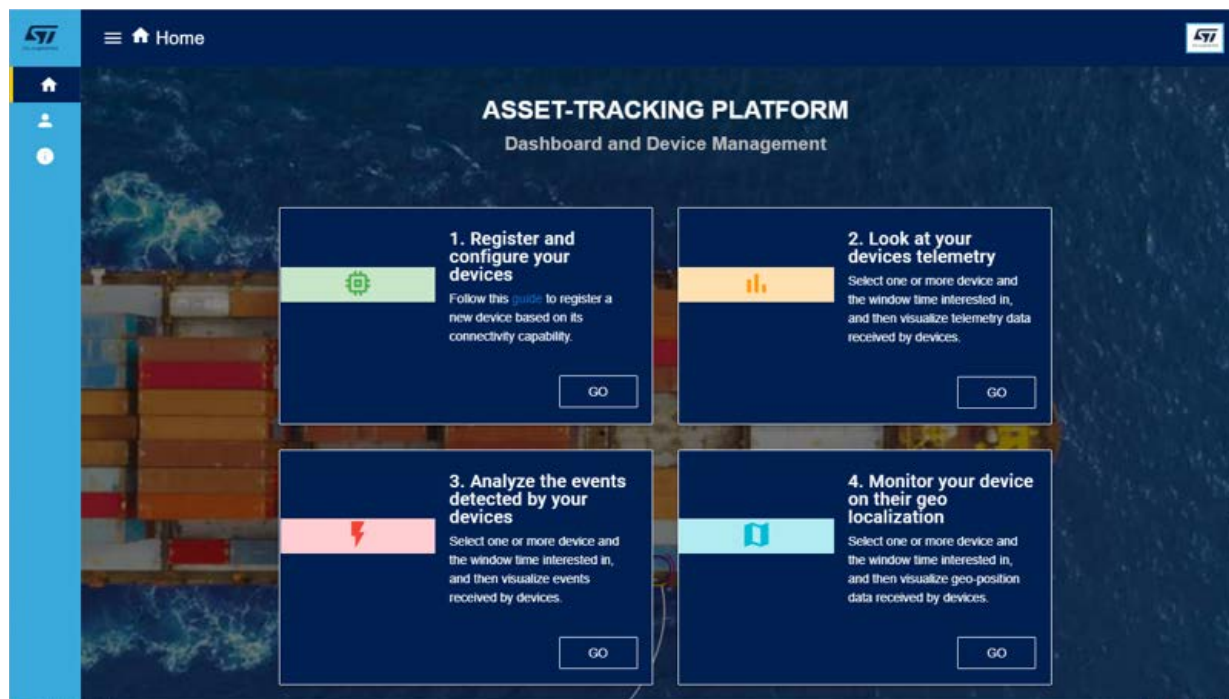 Home
ASSET-TRACKING PLATFORM
Dashboard and Device Management
1. Register and
configure your
devices
Follow this guide to register a
new device based on its
connectivity capability.
GO
2. Look at your
devices telemetry
Select one or more device and
the window time interested in,
and then visualize telemetry data
received by devices.
GO
3. Analyze the events
detected by your
devices
Select one or more device and
the window time interested in,
and then visualize events
received by devices.
GO
4. Monitor your device
on their geo
localization
Select one or more device and
the window time interested in,
and then visualize geo-position
data received by devices.
GO